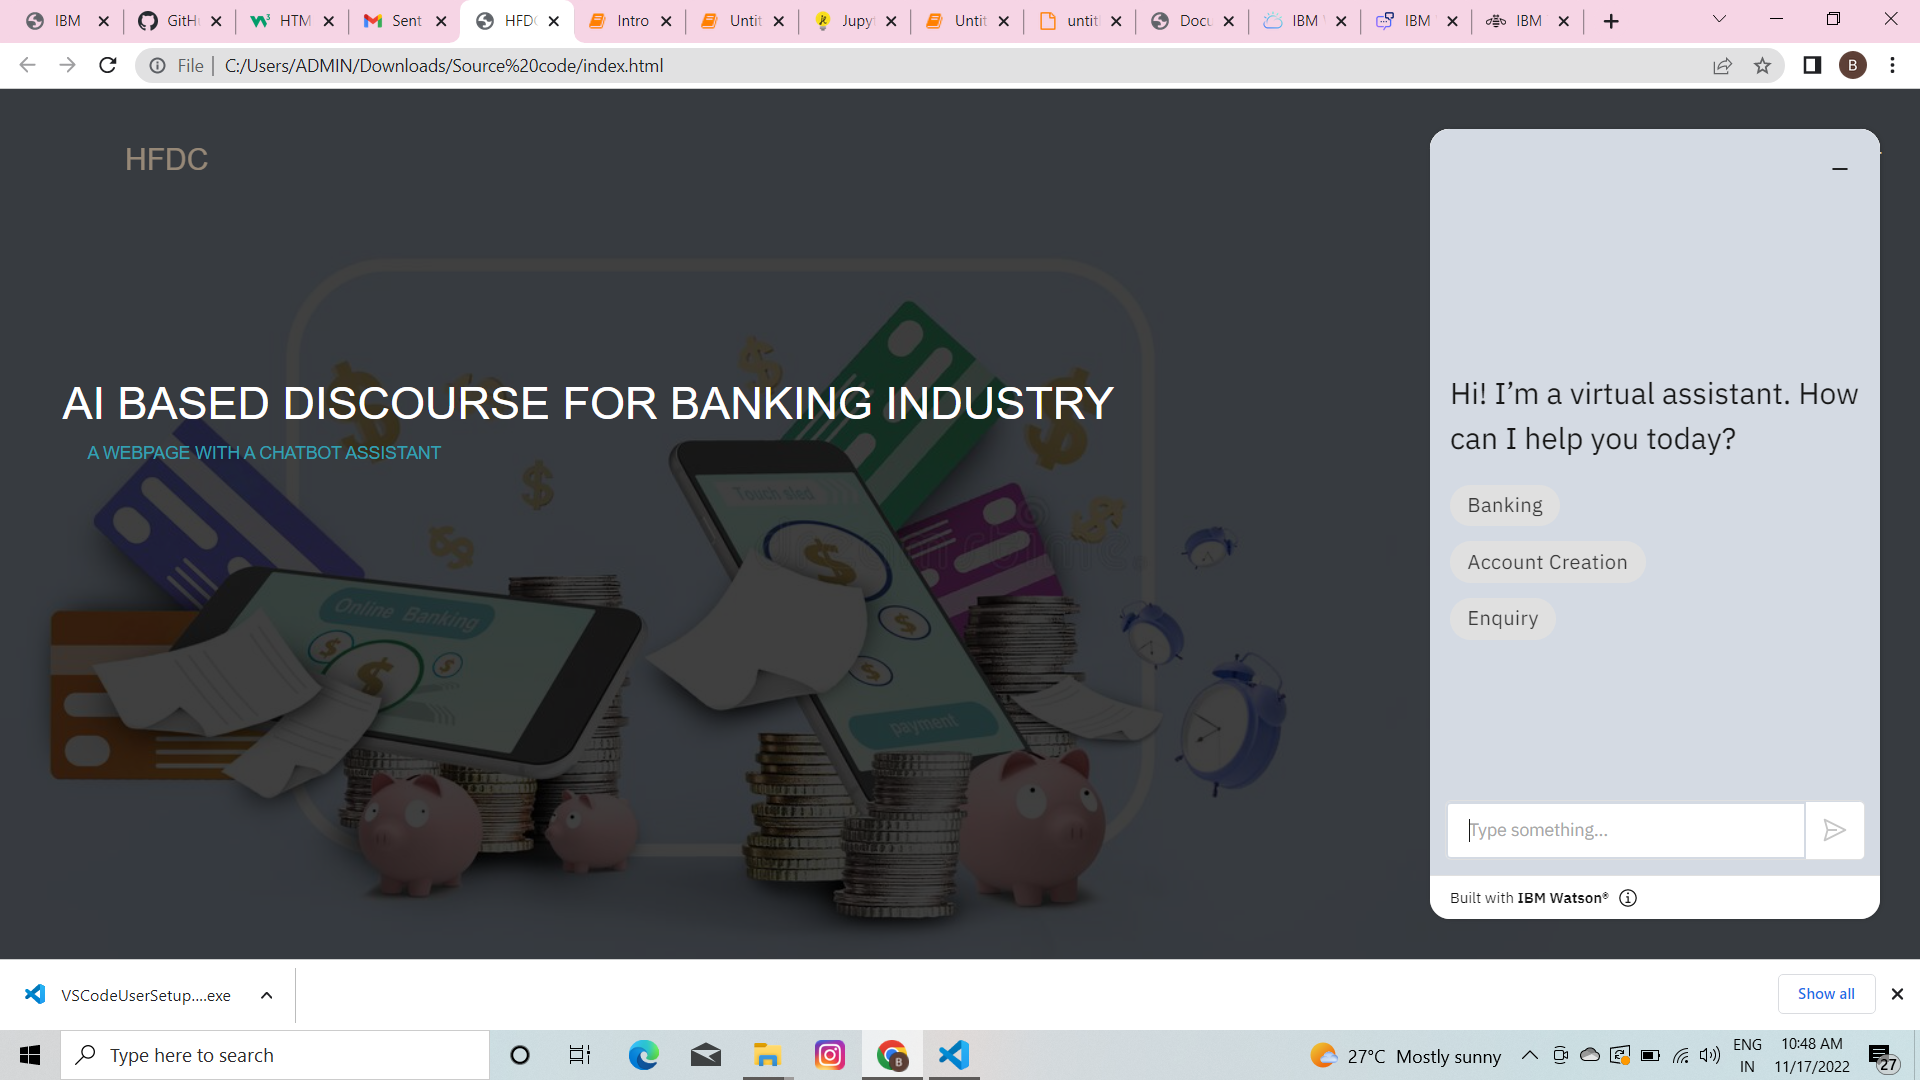 IBM
GitH
HTM
Sent
HFDC
Intro
Untit
Jupy
Untit
untit
Docu
IBM
IBM
IBM
File
C:/Users/ADMIN/Downloads/Source%20code/index.html
B
HFDC
AI BASED DISCOURSE FOR BANKING INDUSTRY
A WEBPAGE WITH A CHATBOT ASSISTANT
Online Banking
payment
Hi! I’m a virtual assistant. How
can I help you today?
Banking
Account Creation
Enquiry
Type something...
Built with IBM Watson®
VSCodeUserSetup....exe
Show all
Type here to search
B
27°C Mostly sunny
ENG
IN
10:48 AM
11/17/2022
27